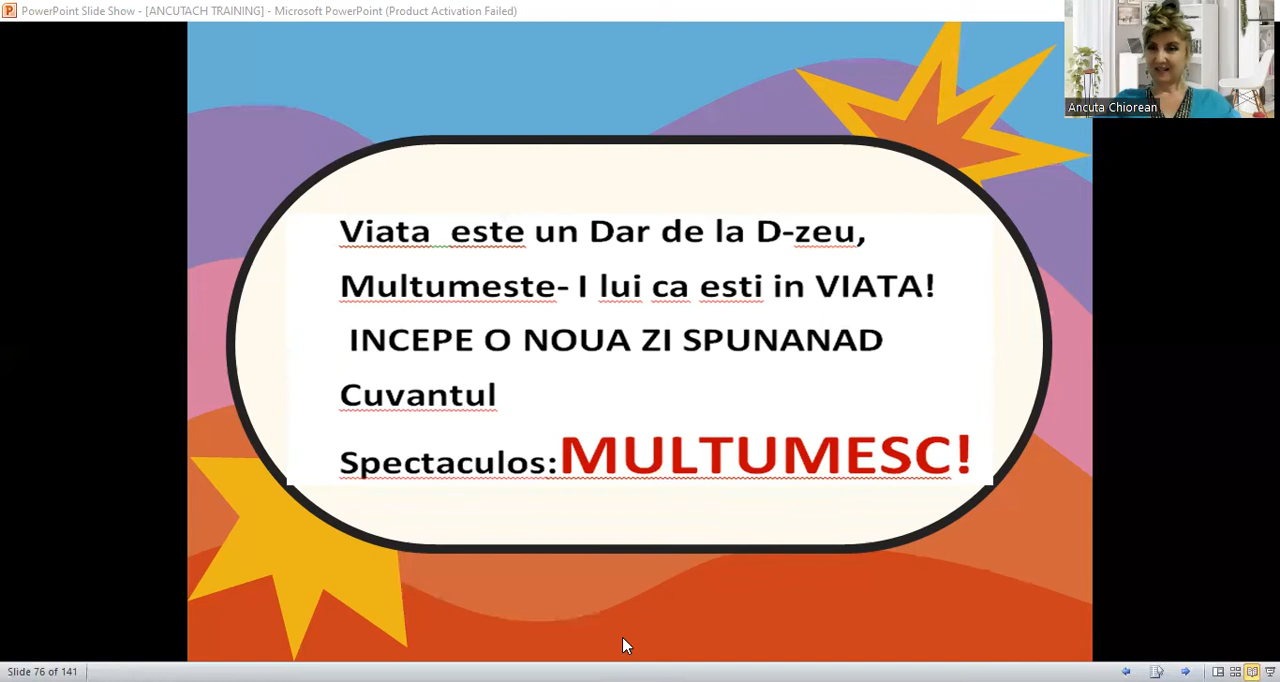 PowerPoint Slide Show - [ANCUTACH TRAINING] - Microsoft PowerPoint (Product Activation Failed)
Ancuta Chiorean
Viata este un Dar de la D-zeu,
Multumeste- I lui ca esti in VIATA!
INCEPE O NOUA ZI SPUNANAD
Cuvantul
Spectaculos:MULTUMESC!
Slide 76 of 141